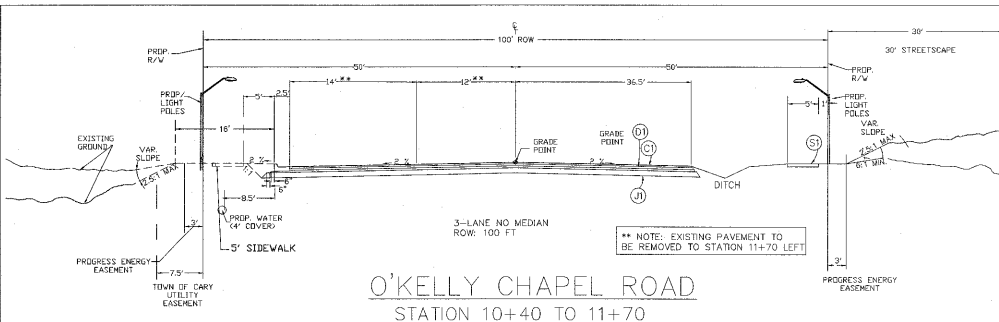 ℄
100' ROW
30'
30' STREETSCAPE
PROP.
R/W
50'
50'
PROP.
R/W
14' **
12' **
36.5'
2.5'
5'
PROP/
LIGHT
POLES
16'
5'
1'
PROP.
LIGHT
POLES
EXISTING
GROUND
VAR.
SLOPE
2.5:1 MAX
GRADE
POINT
GRADE
POINT
D1
C1
S1
VAR.
SLOPE
2.5:1 MAX
6:1 MIN
2 %
2 %
2 %
1:1
6"
6"
8.5'
DITCH
J1
PROP. WATER
(4' COVER)
3'
5' SIDEWALK
3-LANE NO MEDIAN
ROW: 100 FT
** NOTE: EXISTING PAVEMENT TO
BE REMOVED TO STATION 11+70 LEFT
3'
PROGRESS ENERGY
EASEMENT
7.5'
TOWN OF CARY
UTILITY
EASEMENT
PROGRESS ENERGY
EASEMENT
O'KELLY CHAPEL ROAD
STATION 10+40 TO 11+70